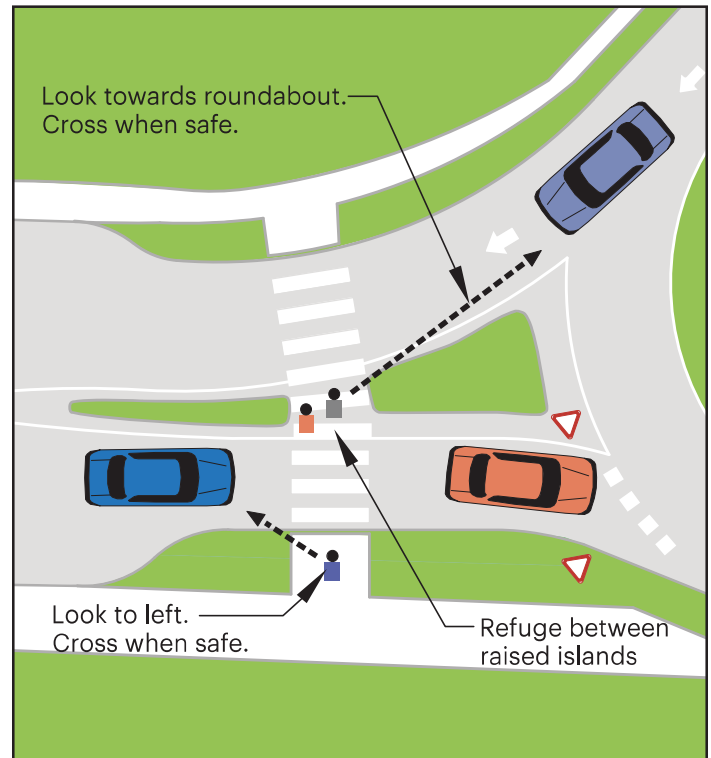 Look towards roundabout.
Cross when safe.
Look to left.
Cross when safe.
Refuge between
raised islands